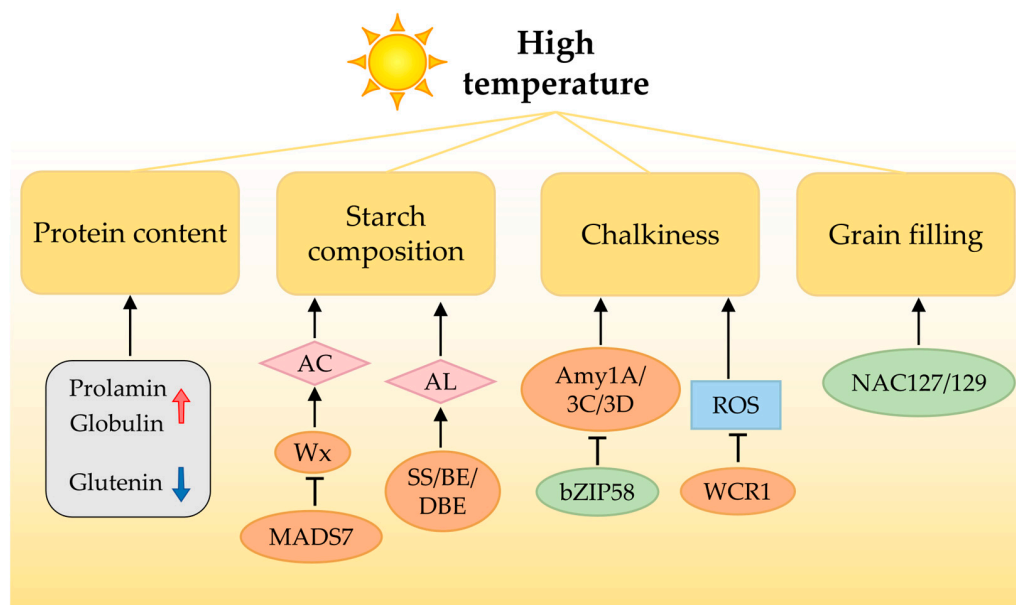 High
temperature
Protein content
Starch
composition
Chalkiness
Grain filling
Prolamin
Globulin
Glutenin
AC
AL
Wx
SS/BE/
DBE
MADS7
Amy1A/
3C/3D
ROS
bZIP58
WCR1
NAC127/129